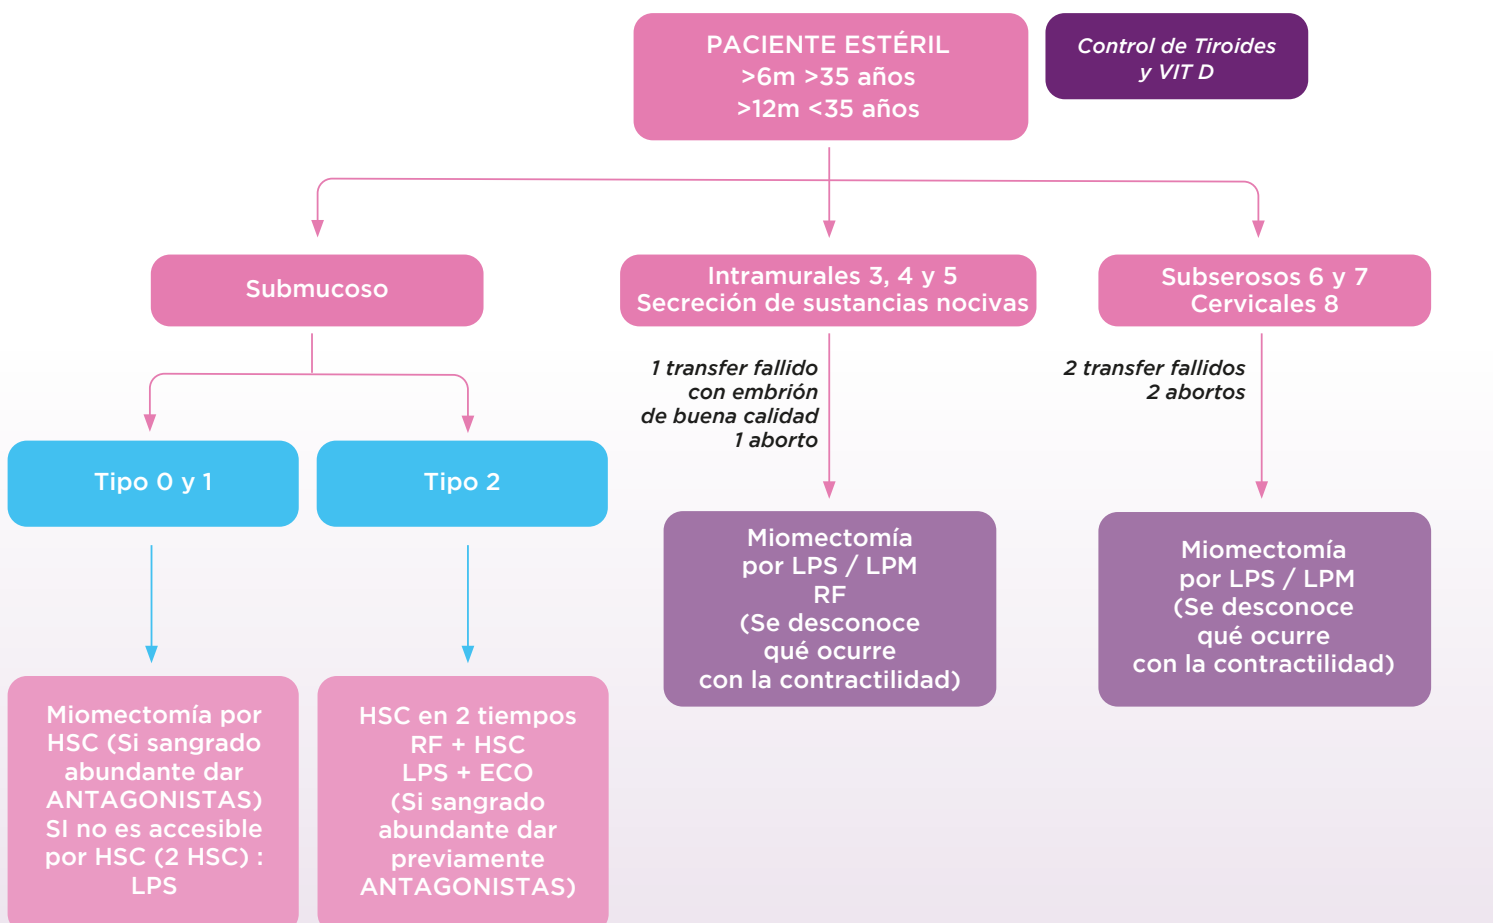 PACIENTE ESTÉRIL
>6m >35 años
>12m <35 años
Control de Tiroides
y VIT D
Submucoso
Intramurales 3, 4 y 5
Secreción de sustancias nocivas
Subserosos 6 y 7
Cervicales 8
1 transfer fallido
con embrión
de buena calidad
1 aborto
2 transfer fallidos
2 abortos
Tipo 0 y 1
Tipo 2
Miomectomía por
HSC (Si sangrado
abundante dar
ANTAGONISTAS)
SI no es accesible
por HSC (2 HSC) :
LPS
HSC en 2 tiempos
RF + HSC
LPS + ECO
(Si sangrado
abundante dar
previamente
ANTAGONISTAS)
Miomectomía
por LPS / LPM
RF
(Se desconoce
qué ocurre
con la contractilidad)
Miomectomía
por LPS / LPM
(Se desconoce
qué ocurre
con la contractilidad)